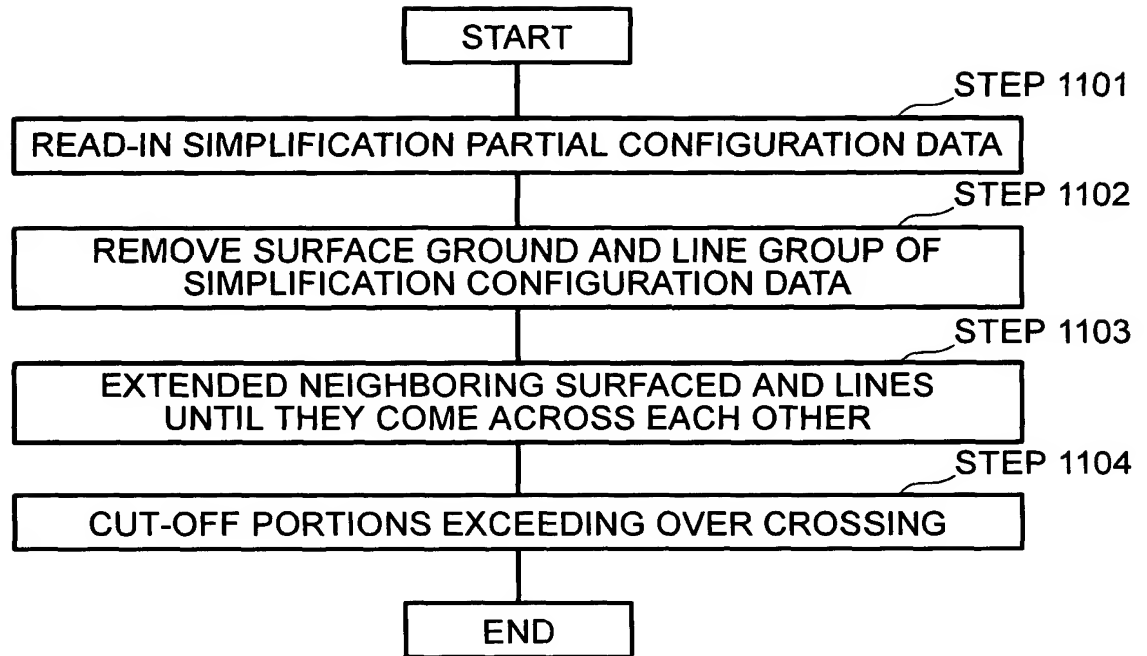 START
STEP 1101
READ-IN SIMPLIFICATION PARTIAL CONFIGURATION DATA
STEP 1102
REMOVE SURFACE GROUND AND LINE GROUP OF
SIMPLIFICATION CONFIGURATION DATA
STEP 1103
EXTENDED NEIGHBORING SURFACED AND LINES
UNTIL THEY COME ACROSS EACH OTHER
STEP 1104
CUT-OFF PORTIONS EXCEEDING OVER CROSSING
END